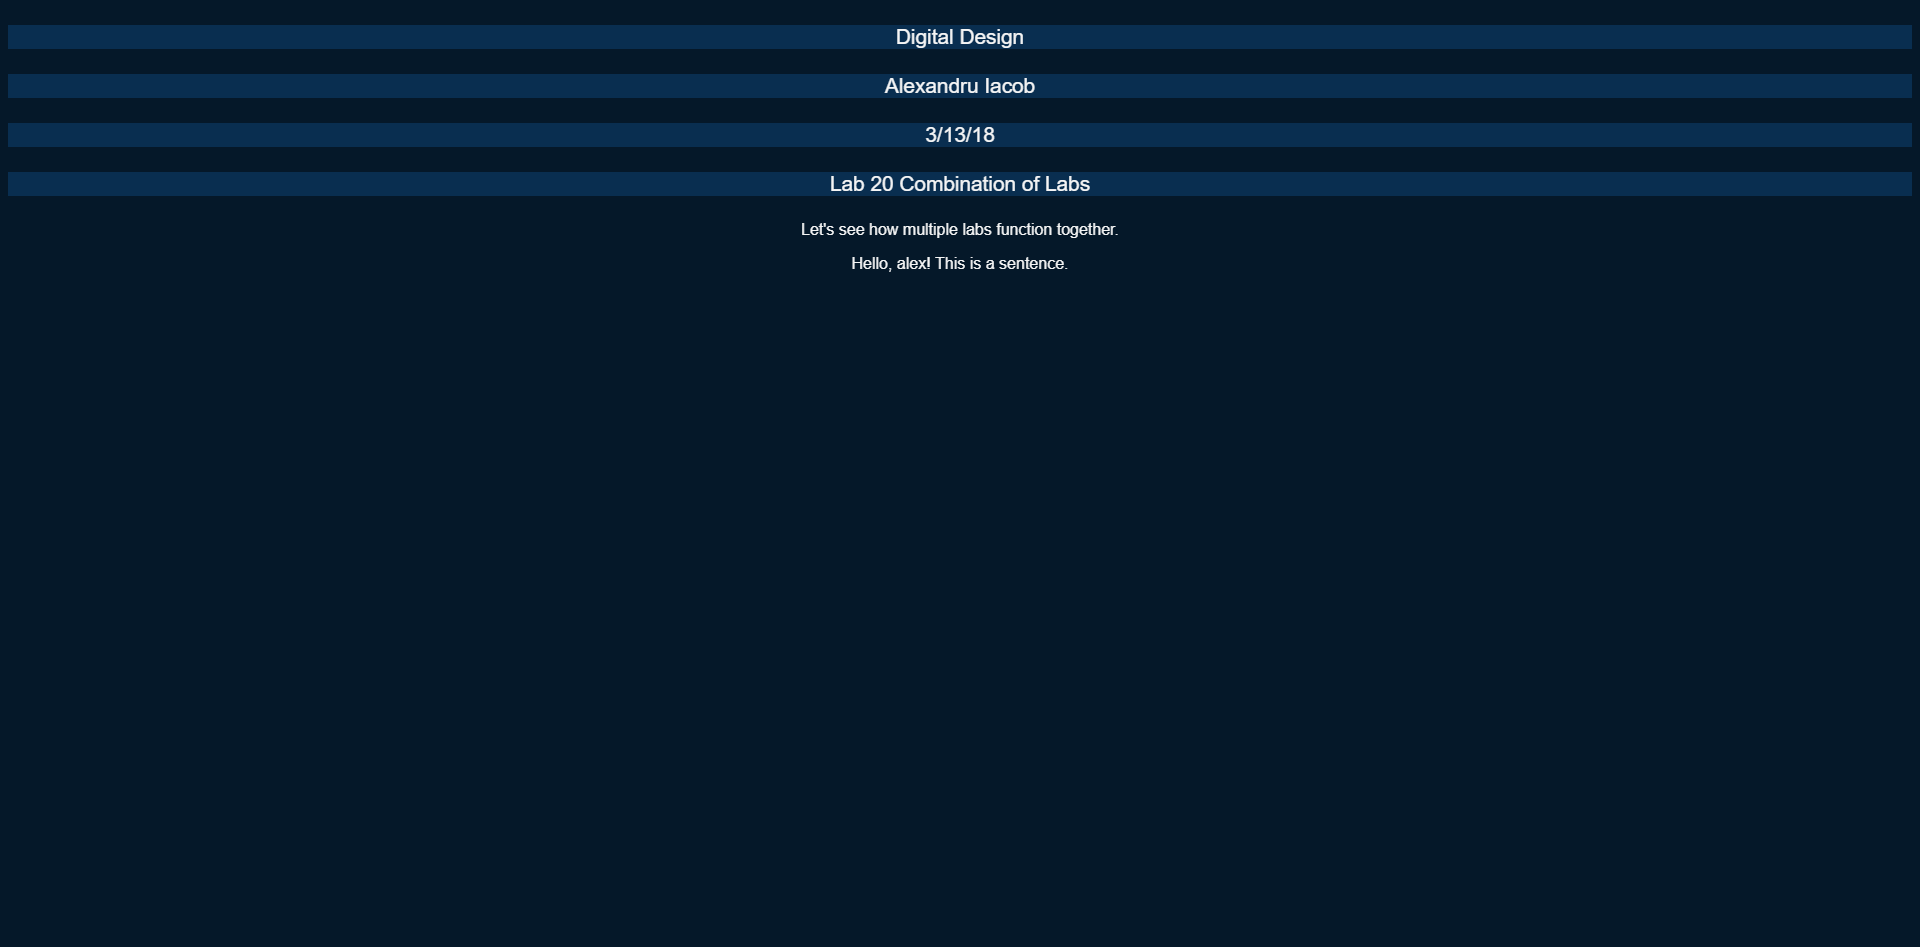 Digital Design
Alexandru Iacob
3/13/18
Lab 20 Combination of Labs
Let's see how multiple labs function together.
Hello, alex! This is a sentence.